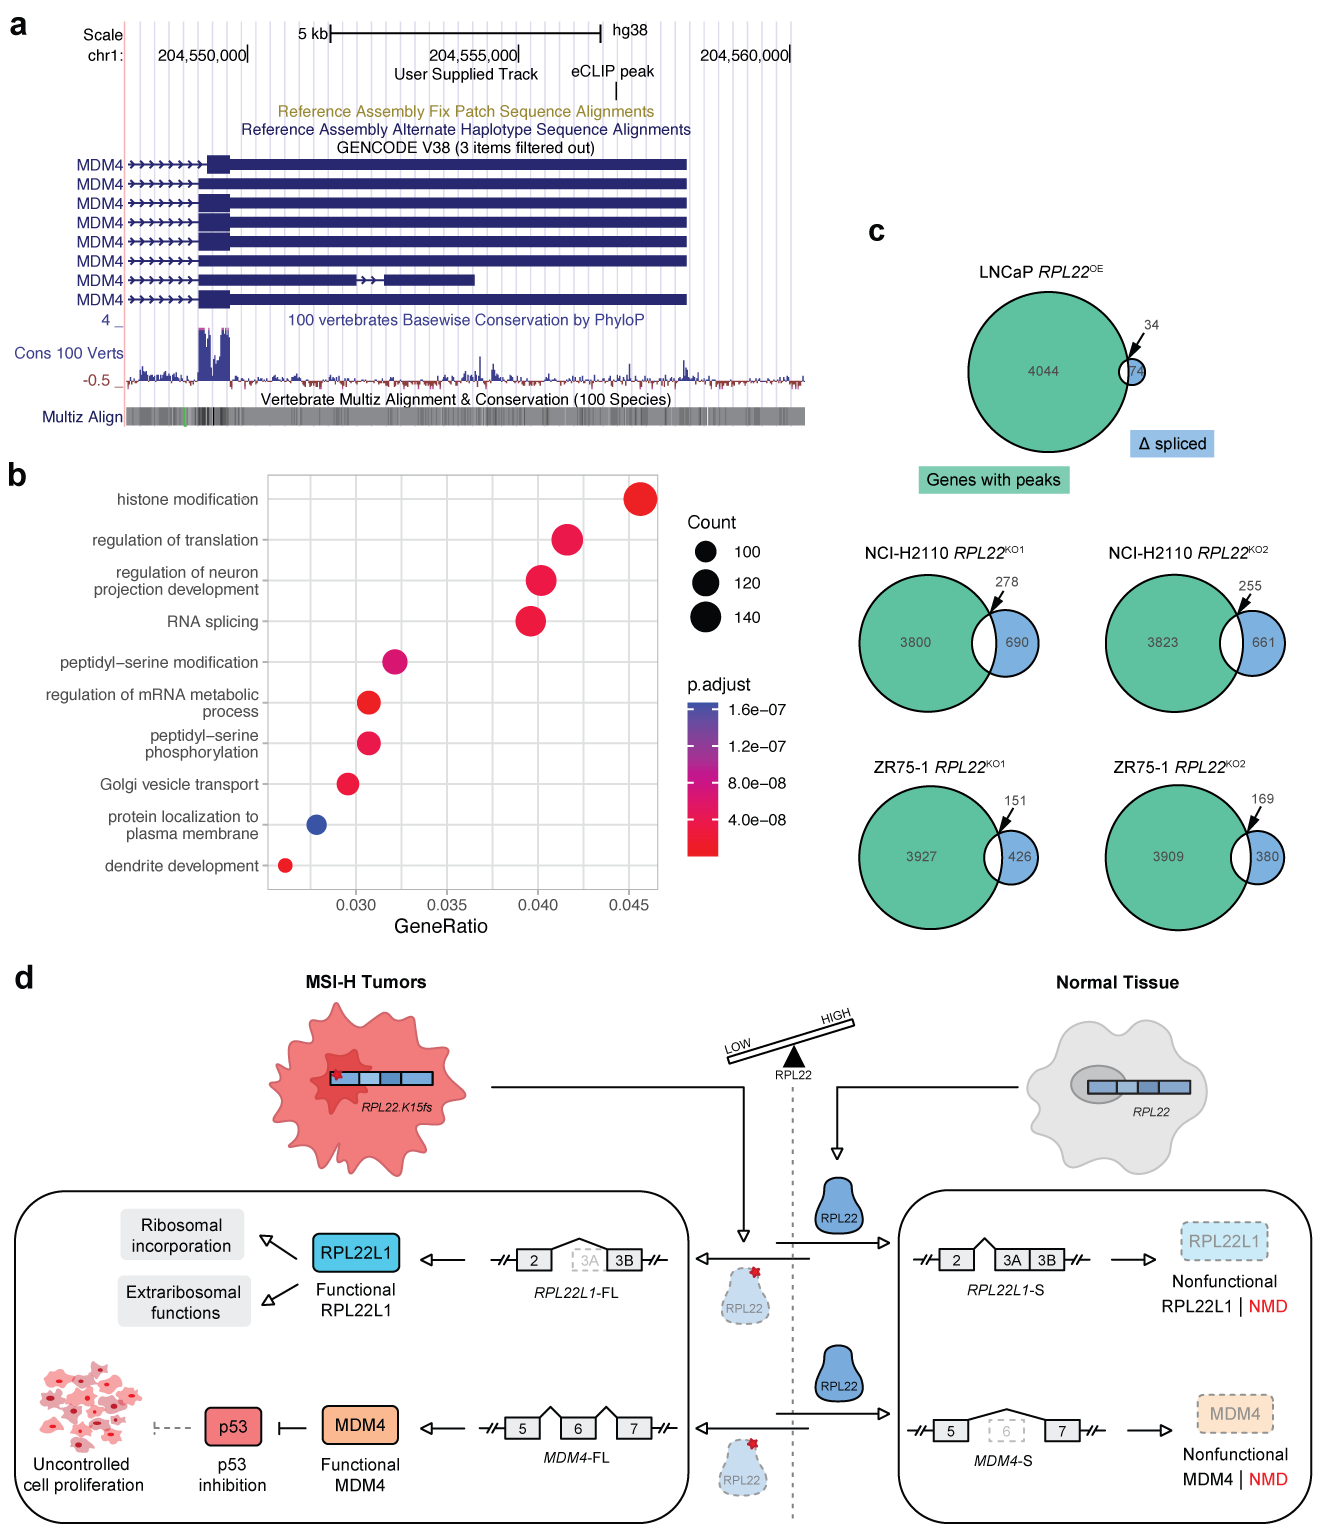 a
Scale
5 kb
hg38
chr1:
204,550,000
204,555,000
204,560,000
User Supplied Track
eCLIP peak
Reference Assembly Fix Patch Sequence Alignments
Reference Assembly Alternate Haplotype Sequence Alignments
GENCODE V38 (3 items filtered out)
MDM4
MDM4
MDM4
MDM4
MDM4
MDM4
MDM4
MDM4
4
100 vertebrates Basewise Conservation by PhyloP
Cons 100 Verts
-0.5
Vertebrate Multiz Alignment & Conservation (100 Species)
Multiz Align
b
histone modification
regulation of translation
regulation of neuron
projection development
RNA splicing
peptidyl−serine modification
regulation of mRNA metabolic
process
peptidyl−serine
phosphorylation
Golgi vesicle transport
protein localization to
plasma membrane
dendrite development
0.030
0.035
0.040
0.045
GeneRatio
Count
100
120
140
p.adjust
1.6e−07
1.2e−07
8.0e−08
4.0e−08
c
LNCaP RPL22OE
34
4044
74
Δ spliced
Genes with peaks
NCI-H2110 RPL22KO1
278
3800
690
NCI-H2110 RPL22KO2
255
3823
661
ZR75-1 RPL22KO1
151
3927
426
ZR75-1 RPL22KO2
169
3909
380
d
MSI-H Tumors
Normal Tissue
RPL22.K15fs
LOW
HIGH
RPL22
RPL22
Ribosomal
incorporation
Extraribosomal
functions
RPL22L1
Functional
RPL22L1
2
3A
3B
RPL22L1-FL
RPL22
RPL22
2
3A
3B
RPL22L1-S
RPL22L1
Nonfunctional
RPL22L1 | NMD
Uncontrolled
cell proliferation
p53
p53
inhibition
MDM4
Functional
MDM4
5
6
7
MDM4-FL
RPL22
RPL22
5
6
7
MDM4-S
MDM4
Nonfunctional
MDM4 | NMD